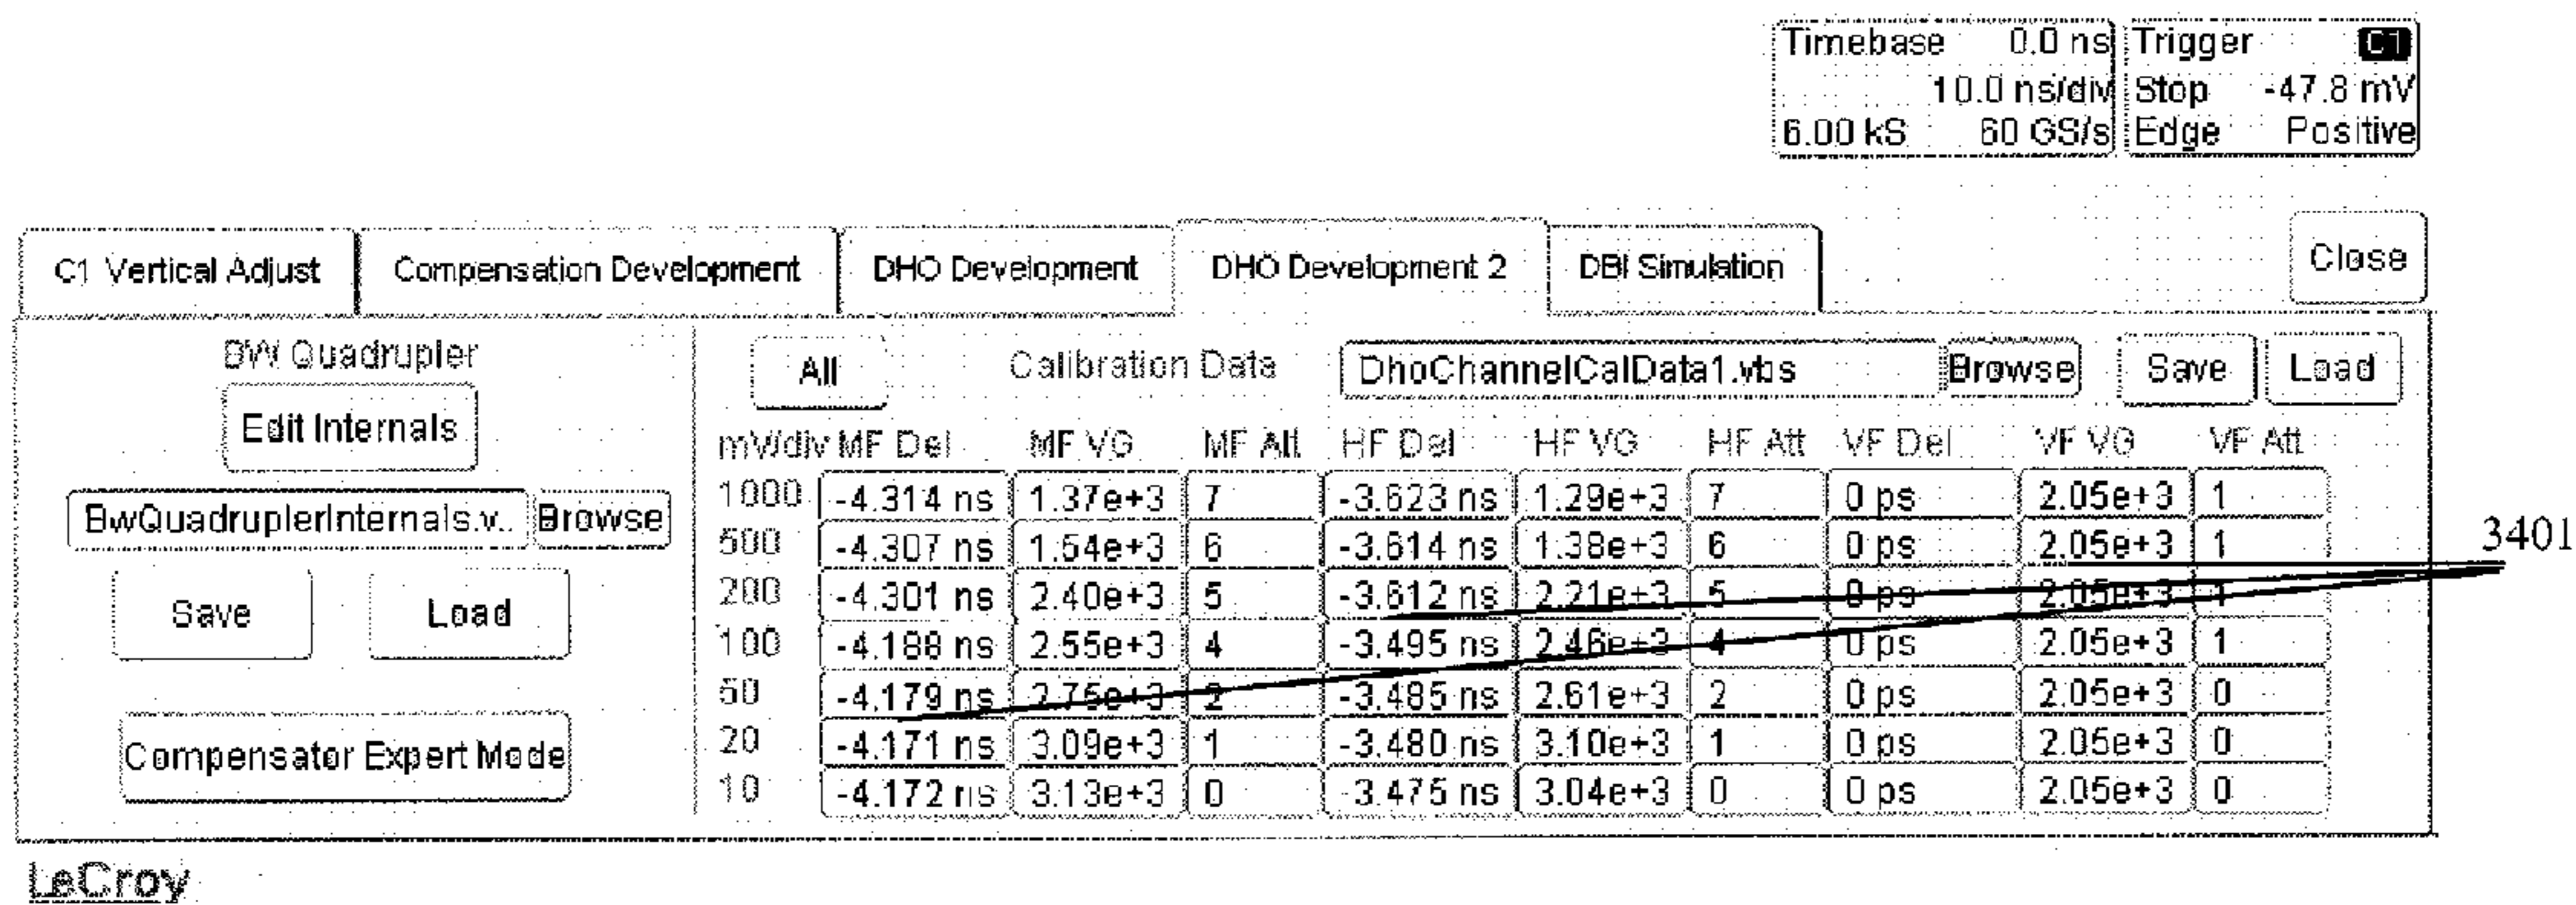 Timebase 0.0 ns Trigger C1
10.0 ns/div Stop -47.8 mV
6.00 kS 60 GS/s Edge Positive
C1 Vertical Adjust Compensation Development DHO Development DHO Development 2 DBI Simulation Close
BW Quadrupler All Calibration Data DhoChannelCalData1.vbs Browse Save Load
Edit Internals
mV/div MF Del MF VG MF Att HF Del HF VG HF Att VF Del VF VG VF Att
1000 -4.314 ns 1.37e+3 7 -3.623 ns 1.29e+3 7 0 ps 2.05e+3 1
BwQuadruplerInternals.v.. Browse
500 -4.307 ns 1.54e+3 6 -3.614 ns 1.38e+3 6 0 ps 2.05e+3 1
3401
200 -4.301 ns 2.40e+3 5 -3.612 ns 2.21e+3 5 0 ps 2.05e+3 1
Save Load
100 -4.188 ns 2.55e+3 4 -3.495 ns 2.46e+3 4 0 ps 2.05e+3 1
50 -4.179 ns 2.75e+3 2 -3.485 ns 2.61e+3 2 0 ps 2.05e+3 0
Compensator Expert Mode
20 -4.171 ns 3.09e+3 1 -3.480 ns 3.10e+3 1 0 ps 2.05e+3 0
10 -4.172 ns 3.13e+3 0 -3.475 ns 3.04e+3 0 0 ps 2.05e+3 0
LeCroy